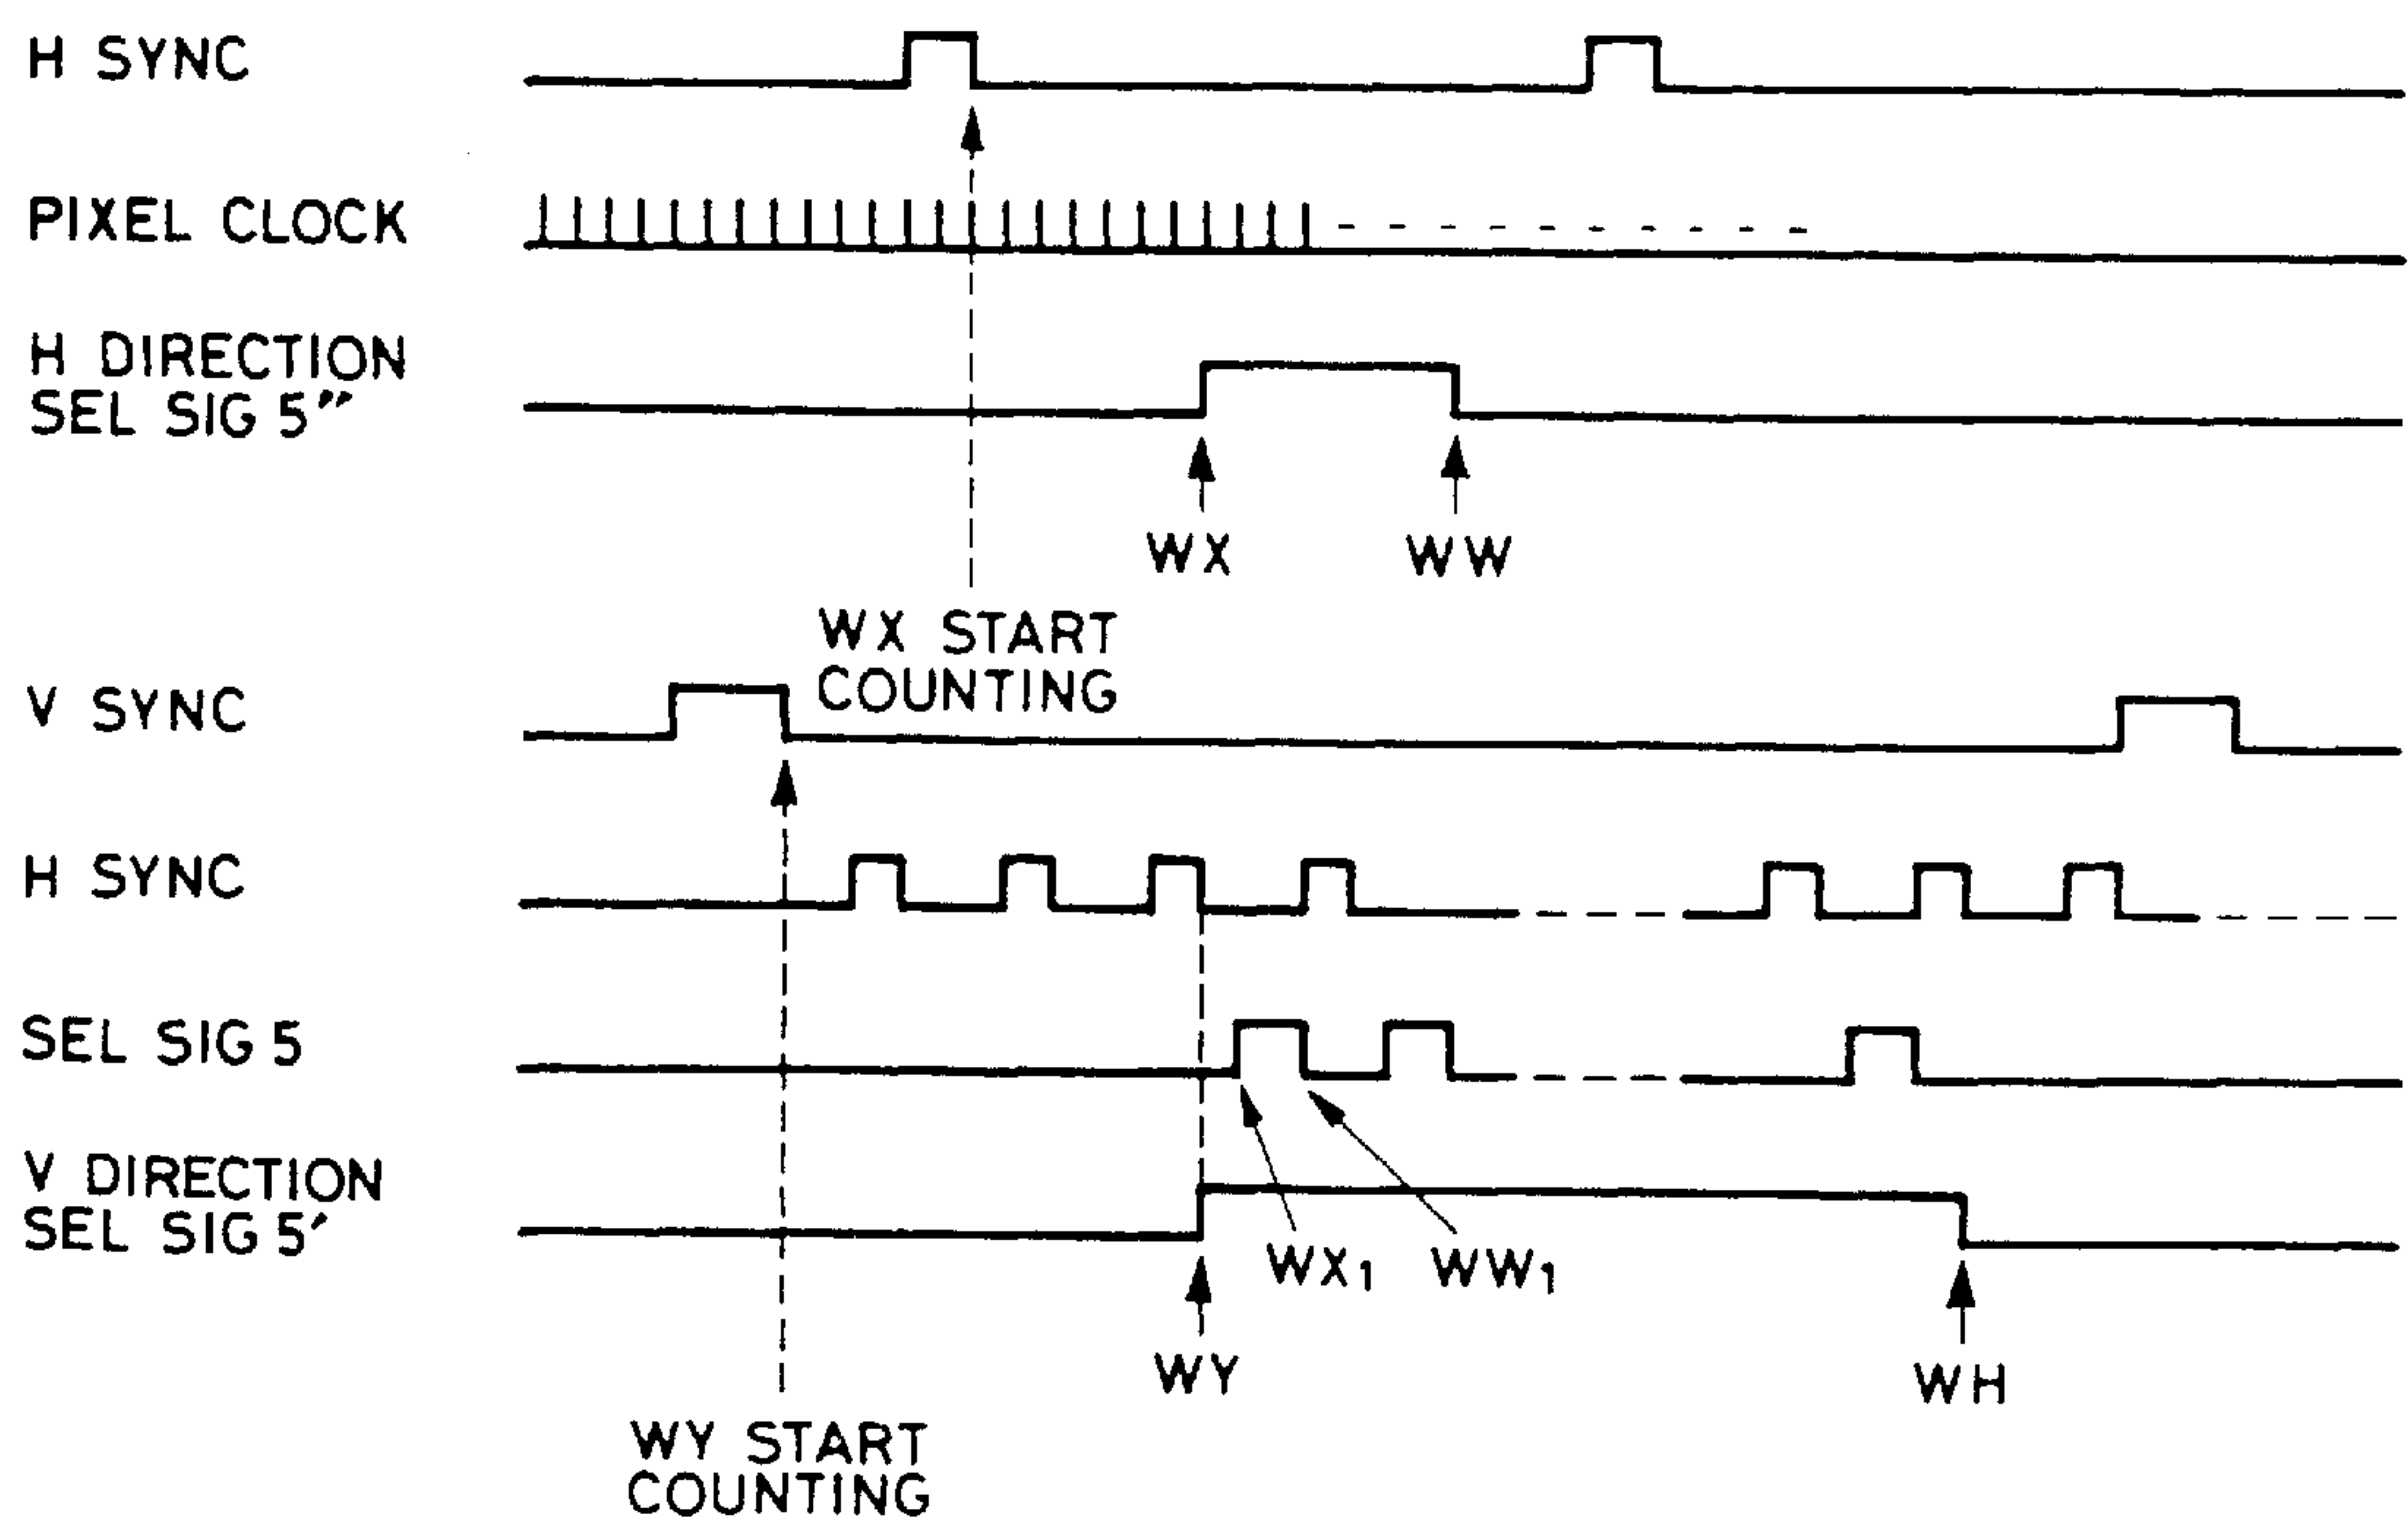 H SYNC
PIXEL CLOCK
H DIRECTION
SEL SIG 5″
WX
WW
WX START
COUNTING
V SYNC
H SYNC
SEL SIG 5
V DIRECTION
SEL SIG 5′
WX₁
WW₁
WY
WH
WY START
COUNTING